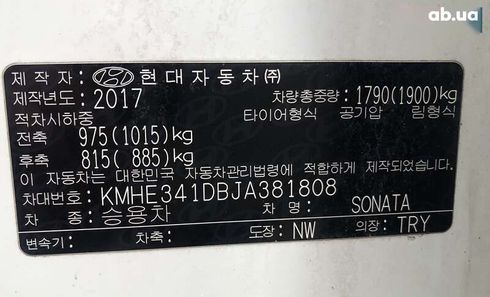 ab.ua
제작자: 현대자동차㈜
제작년도: 2017 차량총중량: 1790(1900)kg
적차시하중 타이어형식 공기압 림형식
전축 975(1015)kg
후축 815( 885)kg
이 자동차는 대한민국 자동차관리법령에 적합하게 제작되었습니다.
차대번호: KMHE341DBJA381808
차 종: 승용차 차 명: SONATA
변속기: 차축: 도장: NW 의장: TRY